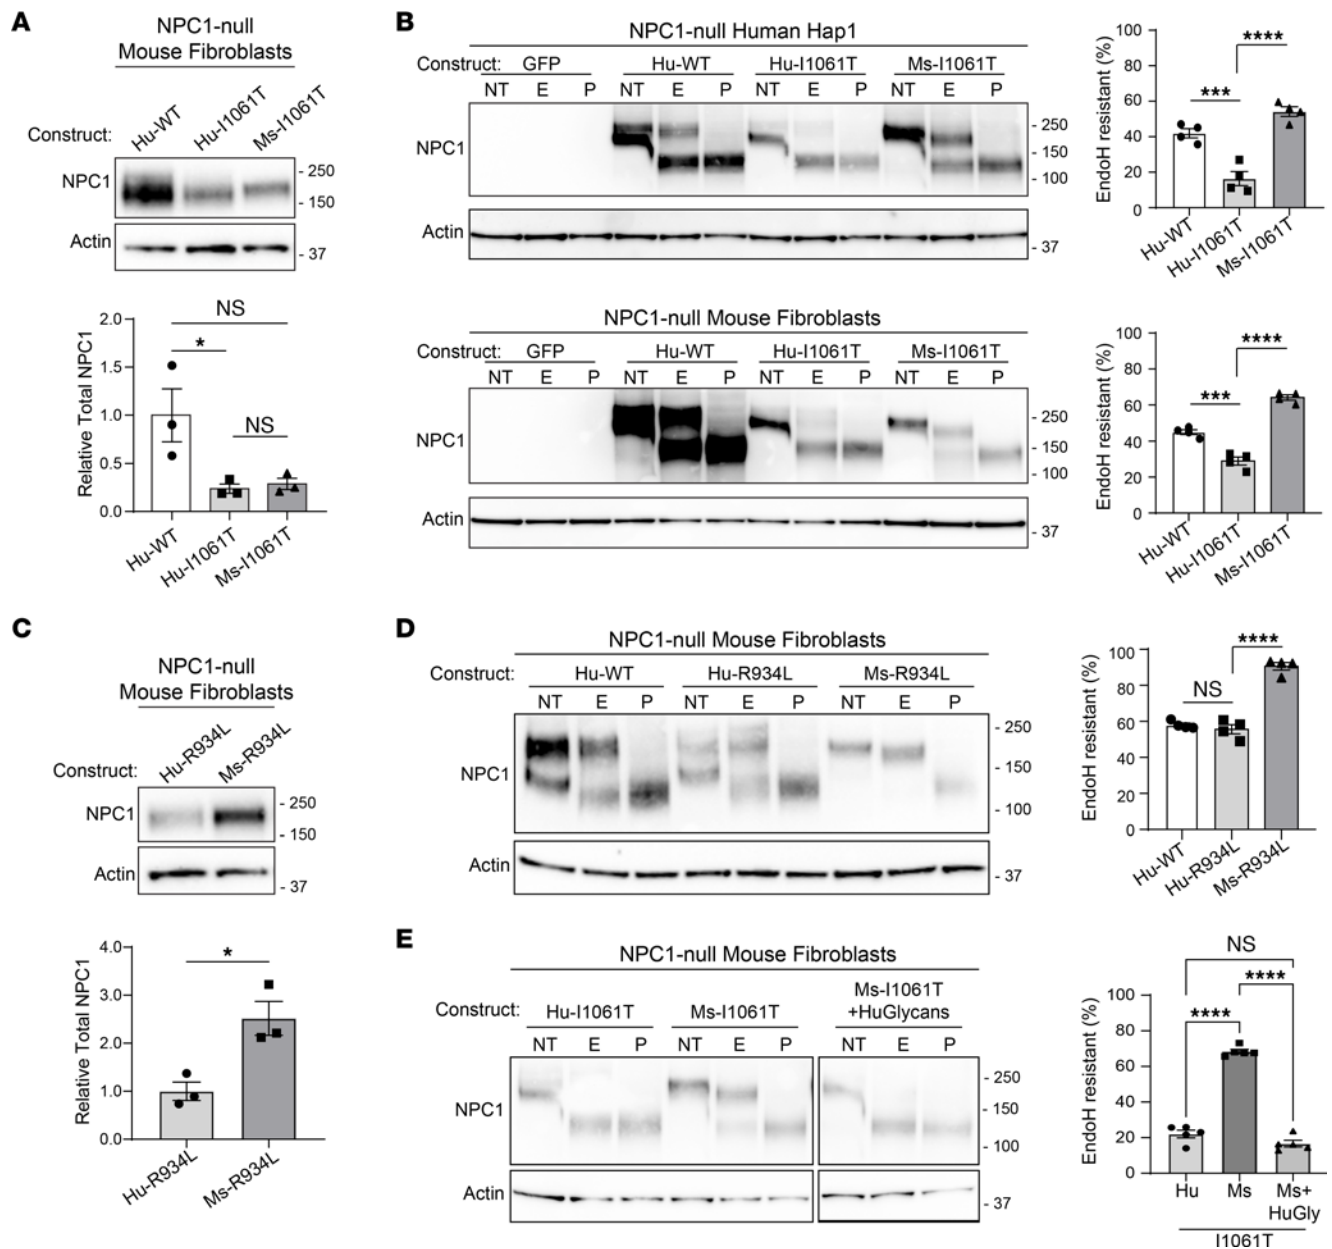 A
NPC1-null
Mouse Fibroblasts
Construct: Hu-WT Hu-I1061T Ms-I1061T
NPC1
- 250
- 150
Actin
- 37
Relative Total NPC1
2.0
1.5
1.0
0.5
0.0
NS
*
NS
Hu-WT
Hu-I1061T
Ms-I1061T
B
NPC1-null Human Hap1
Construct: GFP Hu-WT Hu-I1061T Ms-I1061T
NT E P NT E P NT E P NT E P
NPC1
- 250
- 150
- 100
Actin
- 37
EndoH resistant (%)
100
80
60
40
20
0
***
****
Hu-WT
Hu-I1061T
Ms-I1061T
NPC1-null Mouse Fibroblasts
Construct: GFP Hu-WT Hu-I1061T Ms-I1061T
NT E P NT E P NT E P NT E P
NPC1
- 250
- 150
- 100
Actin
- 37
EndoH resistant (%)
100
80
60
40
20
0
***
****
Hu-WT
Hu-I1061T
Ms-I1061T
C
NPC1-null
Mouse Fibroblasts
Construct: Hu-R934L Ms-R934L
NPC1
- 250
- 150
Actin
- 37
Relative Total NPC1
4.0
3.0
2.0
1.0
0.0
*
Hu-R934L
Ms-R934L
D
NPC1-null Mouse Fibroblasts
Construct: Hu-WT Hu-R934L Ms-R934L
NT E P NT E P NT E P
NPC1
- 250
- 150
- 100
Actin
- 37
EndoH resistant (%)
100
80
60
40
20
0
NS
****
Hu-WT
Hu-R934L
Ms-R934L
E
NPC1-null Mouse Fibroblasts
Construct: Hu-I1061T Ms-I1061T Ms-I1061T
+HuGlycans
NT E P NT E P NT E P
NPC1
- 250
- 150
- 100
Actin
- 37
EndoH resistant (%)
100
80
60
40
20
0
NS
****
****
Hu Ms Ms+
HuGly
I1061T